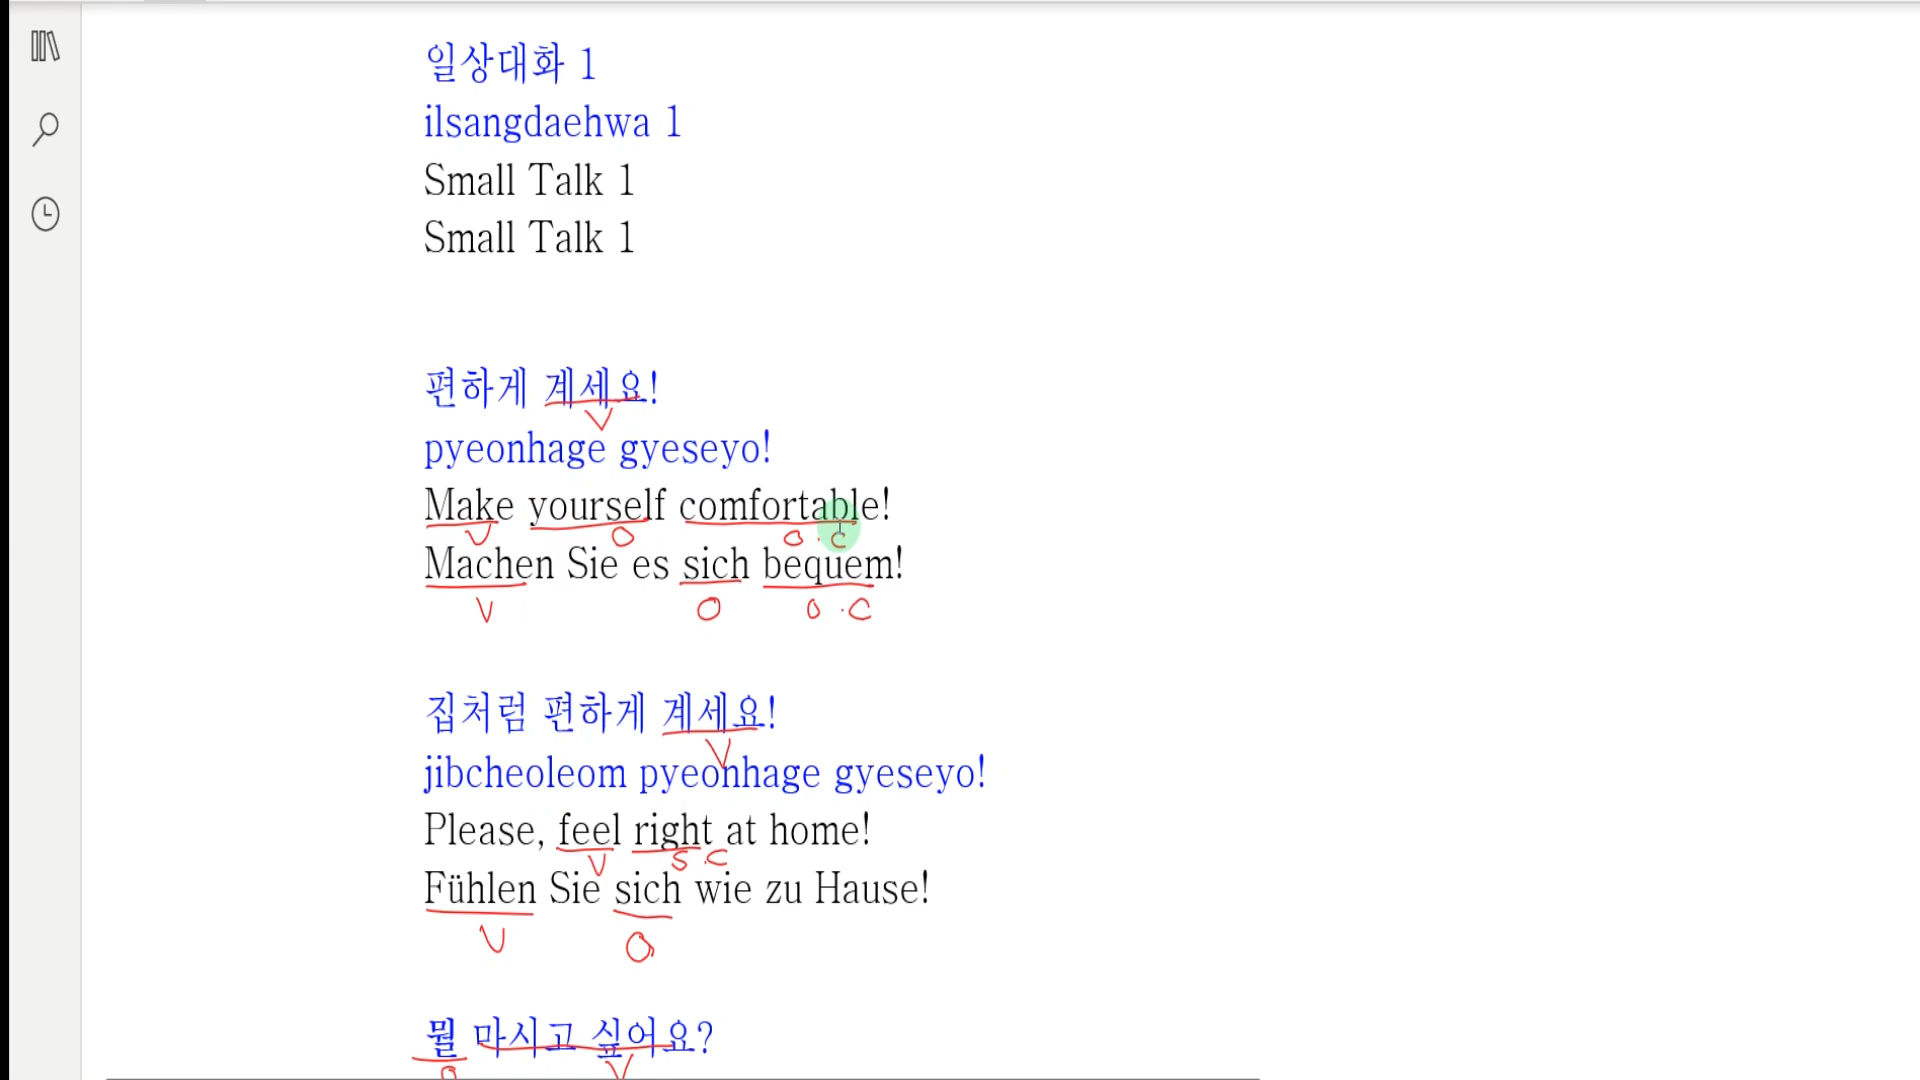 일상대화 1
ilsangdaehwa 1
Small Talk 1
Small Talk 1
편하게 계세요!
V
pyeonhage gyeseyo!
Make yourself comfortable!
V O O.C
Machen Sie es sich bequem!
V O O.C
집처럼 편하게 계세요!
V
jibcheoleom pyeonhage gyeseyo!
Please, feel right at home!
V S.C
Fühlen Sie sich wie zu Hause!
V O
뭘 마시고 싶어요?
O V